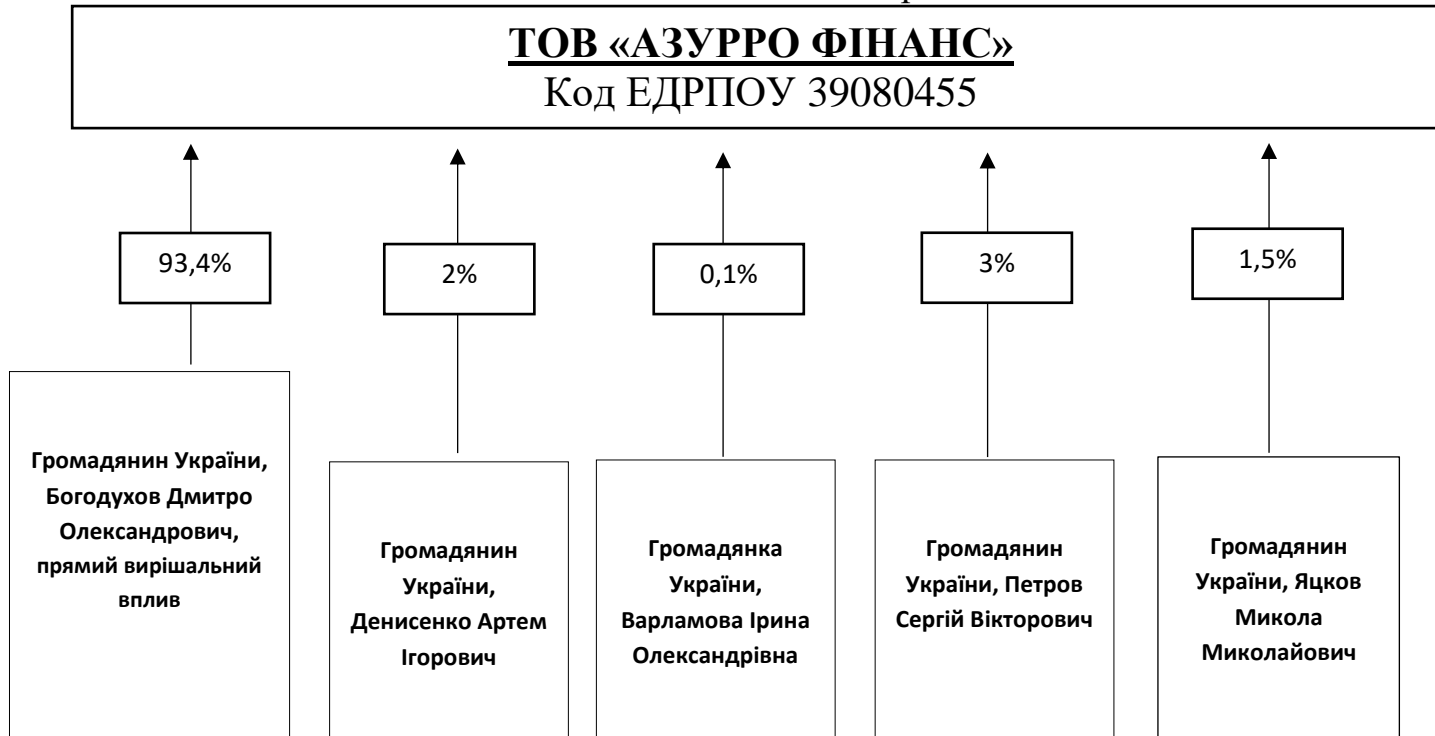 ТОВ «АЗУРРО ФІНАНС»
Код ЕДРПОУ 39080455
93,4%
2%
0,1%
3%
1,5%
Громадянин України,
Богодухов Дмитро
Олександрович,
прямий вирішальний
вплив
Громадянин
України,
Денисенко Артем
Ігорович
Громадянка
України,
Варламова Ірина
Олександрівна
Громадянин
України, Петров
Сергій Вікторович
Громадянин
України, Яцков
Микола
Миколайович